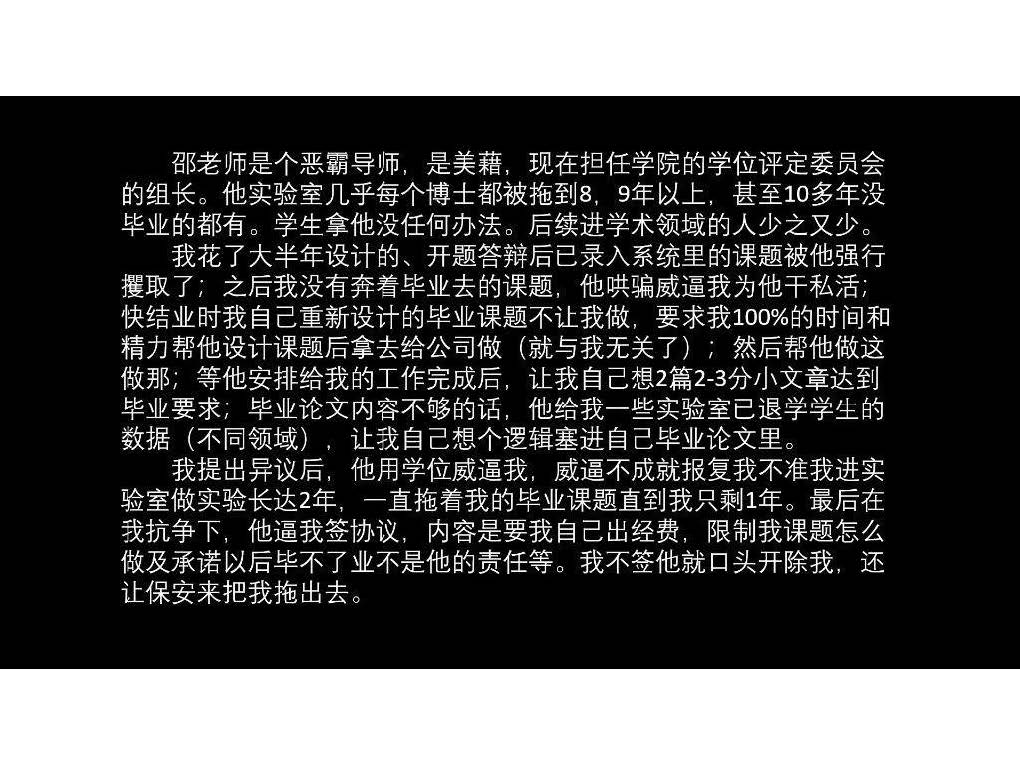 邵老师是个恶霸导师，是美藉，现在担任学院的学位评定委员会
的组长。他实验室几乎每个博士都被拖到8，9年以上，甚至10多年没
毕业的都有。学生拿他没任何办法。后续进学术领域的人少之又少。
我花了大半年设计的、开题答辩后已录入系统里的课题被他强行
攫取了；之后我没有奔着毕业去的课题，他哄骗威逼我为他干私活；
快结业时我自己重新设计的毕业课题不让我做，要求我100%的时间和
精力帮他设计课题后拿去给公司做（就与我无关了）；然后帮他做这
做那；等他安排给我的工作完成后，让我自己想2篇2-3分小文章达到
毕业要求；毕业论文内容不够的话，他给我一些实验室已退学学生的
数据（不同领域），让我自己想个逻辑塞进自己毕业论文里。
我提出异议后，他用学位威逼我，威逼不成就报复我不准我进实
验室做实验长达2年，一直拖着我的毕业课题直到我只剩1年。最后在
我抗争下，他逼我签协议，内容是要我自己出经费，限制我课题怎么
做及承诺以后毕不了业不是他的责任等。我不签他就口头开除我，还
让保安来把我拖出去。